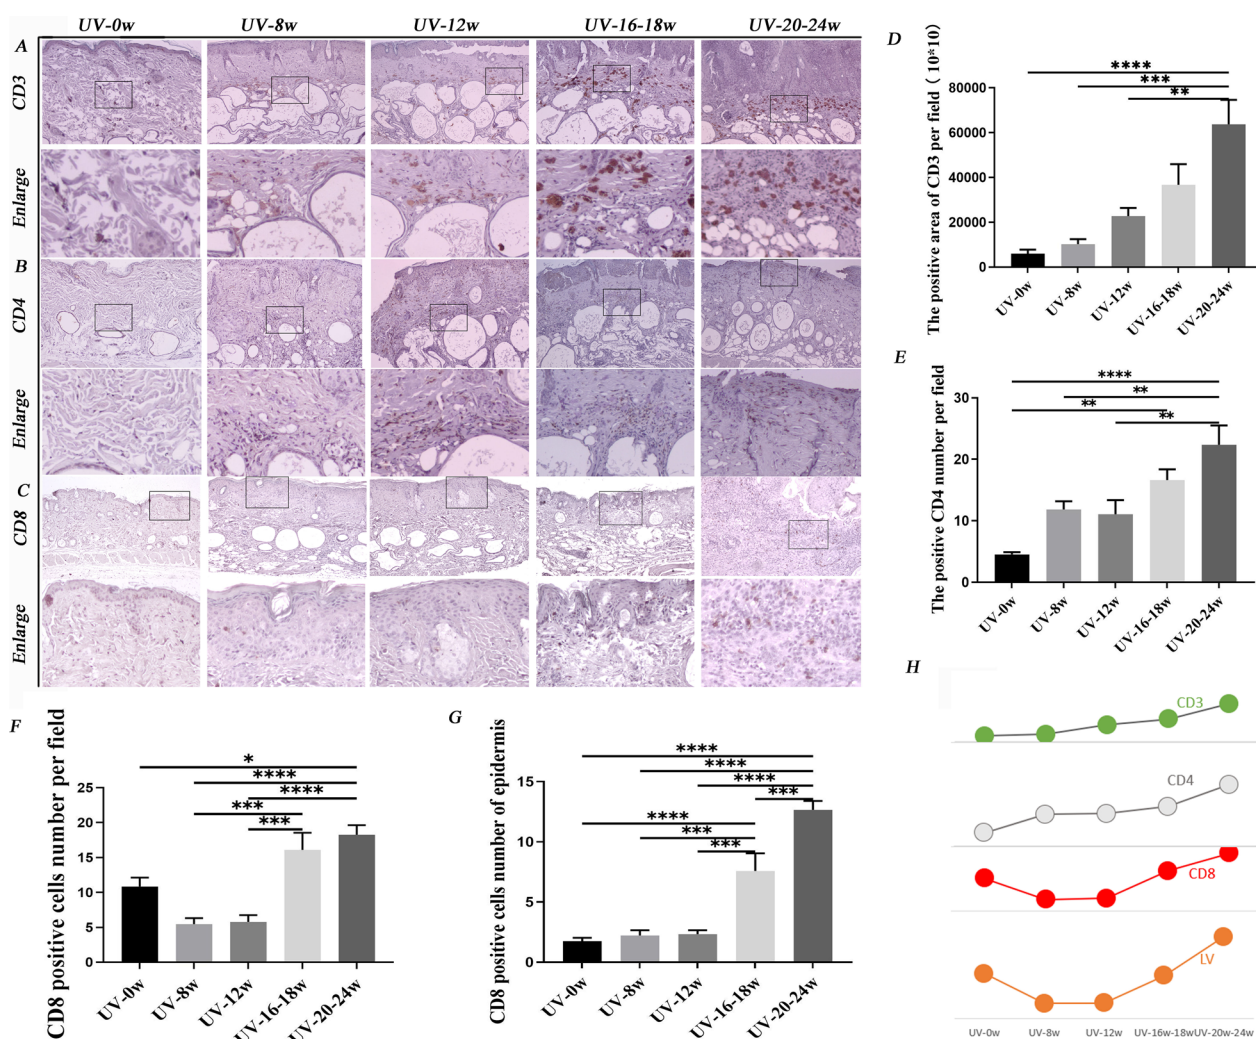 UV-0w UV-8w UV-12w UV-16-18w UV-20-24w
A
CD3
Enlarge
B
CD4
Enlarge
C
CD8
Enlarge
D
The positive area of CD3 per field (10*10)
****
***
**
80000
60000
40000
20000
0
UV-0w
UV-8w
UV-12w
UV-16-18w
UV-20-24w
E
The positive CD4 number per field
****
**
** **
30
20
10
0
UV-0w
UV-8w
UV-12w
UV-16-18w
UV-20-24w
F
CD8 positive cells number per field
*
****
****
***
***
25
20
15
10
5
0
UV-0w
UV-8w
UV-12w
UV-16-18w
UV-20-24w
G
CD8 positive cells number of epidermis
****
****
****
***
****
***
***
15
10
5
0
UV-0w
UV-8w
UV-12w
UV-16-18w
UV-20-24w
H
CD3
CD4
CD8
LV
UV-0w UV-8w UV-12w UV-16w-18w UV-20w-24w